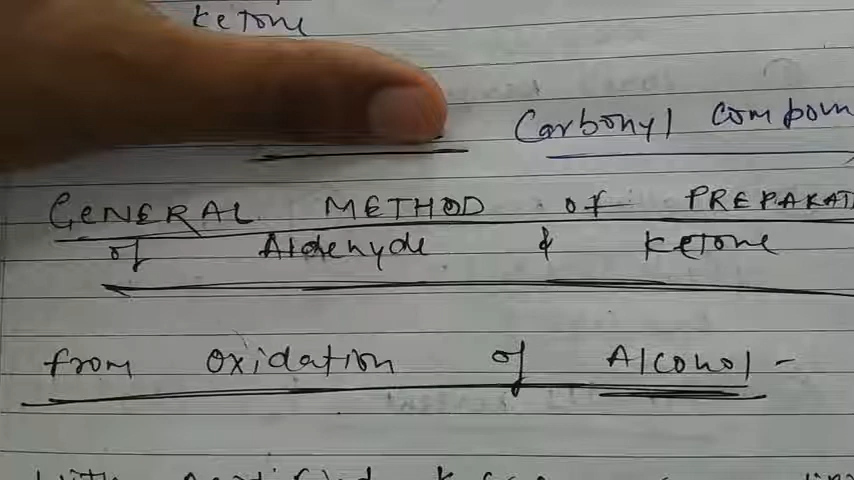 ketone
Carbonyl compoun
GENERAL METHOD of PREPARAT
of Aldehyde & Ketone
from oxidation of Alcohol -